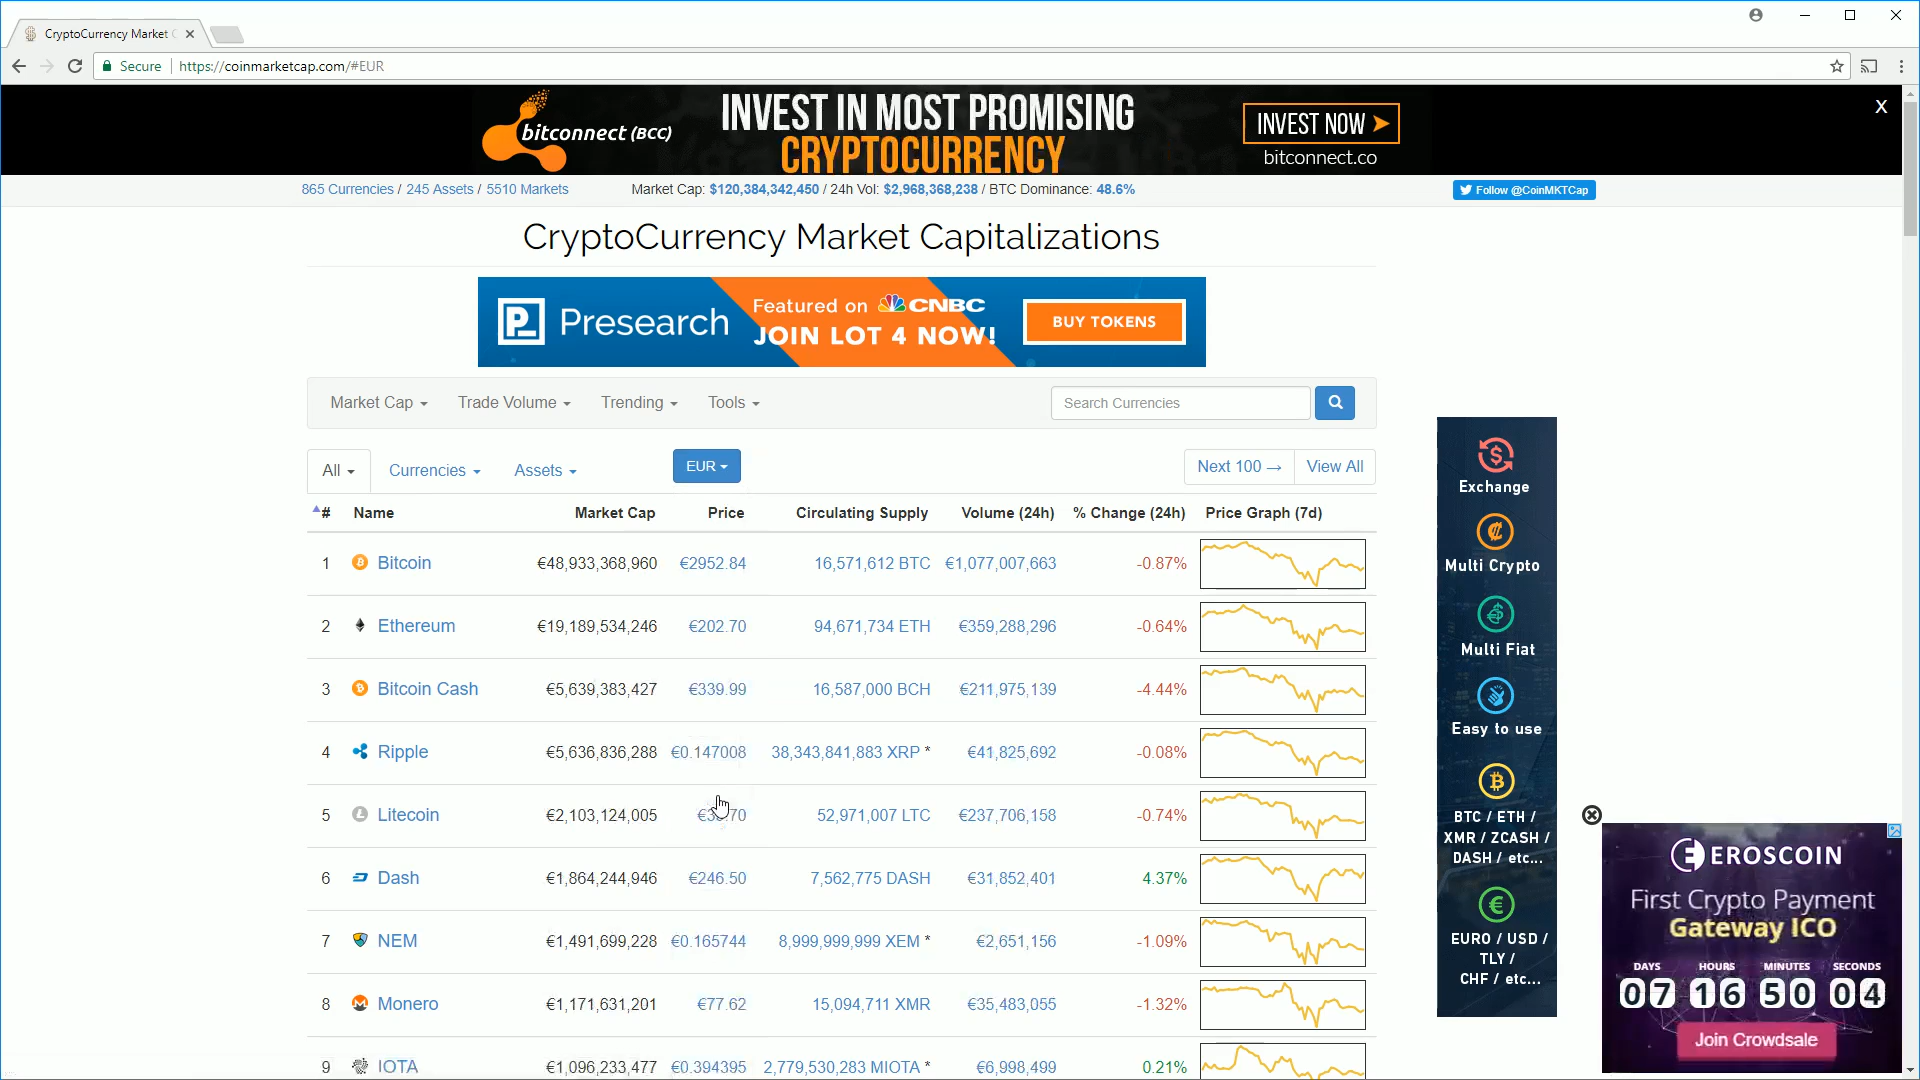 CryptoCurrency Market C
Secure
https://coinmarketcap.com/#EUR
bitconnect (BCC)
INVEST IN MOST PROMISING
CRYPTOCURRENCY
INVEST NOW
bitconnect.co
X
865 Currencies / 245 Assets / 5510 Markets
Market Cap: $120,384,342,450 / 24h Vol: $2,968,368,238 / BTC Dominance: 48.6%
Follow @CoinMKTCap
CryptoCurrency Market Capitalizations
Presearch
Featured on CNBC
JOIN LOT 4 NOW!
BUY TOKENS
Market Cap Trade Volume Trending Tools
Search Currencies
All Currencies Assets EUR Next 100 → View All
# Name Market Cap Price Circulating Supply Volume (24h) % Change (24h) Price Graph (7d)
1 Bitcoin €48,933,368,960 €2952.84 16,571,612 BTC €1,077,007,663 -0.87%
2 Ethereum €19,189,534,246 €202.70 94,671,734 ETH €359,288,296 -0.64%
3 Bitcoin Cash €5,639,383,427 €339.99 16,587,000 BCH €211,975,139 -4.44%
4 Ripple €5,636,836,288 €0.147008 38,343,841,883 XRP * €41,825,692 -0.08%
5 Litecoin €2,103,124,005 52,971,007 LTC €237,706,158 -0.74%
6 Dash €1,864,244,946 €246.50 7,562,775 DASH €31,852,401 4.37%
7 NEM €1,491,699,228 €0.165744 8,999,999,999 XEM * €2,651,156 -1.09%
8 Monero €1,171,631,201 €77.62 15,094,711 XMR €35,483,055 -1.32%
9 IOTA €1,096,233,477 €0.394395 2,779,530,283 MIOTA * €6,998,499 0.21%
Exchange
Multi Crypto
Multi Fiat
Easy to use
BTC / ETH /
XMR / ZCASH /
DASH / etc...
EURO / USD /
TLY /
CHF / etc...
EROSCOIN
First Crypto Payment
Gateway ICO
DAYS HOURS MINUTES SECONDS
07 16 50 04
Join Crowdsale